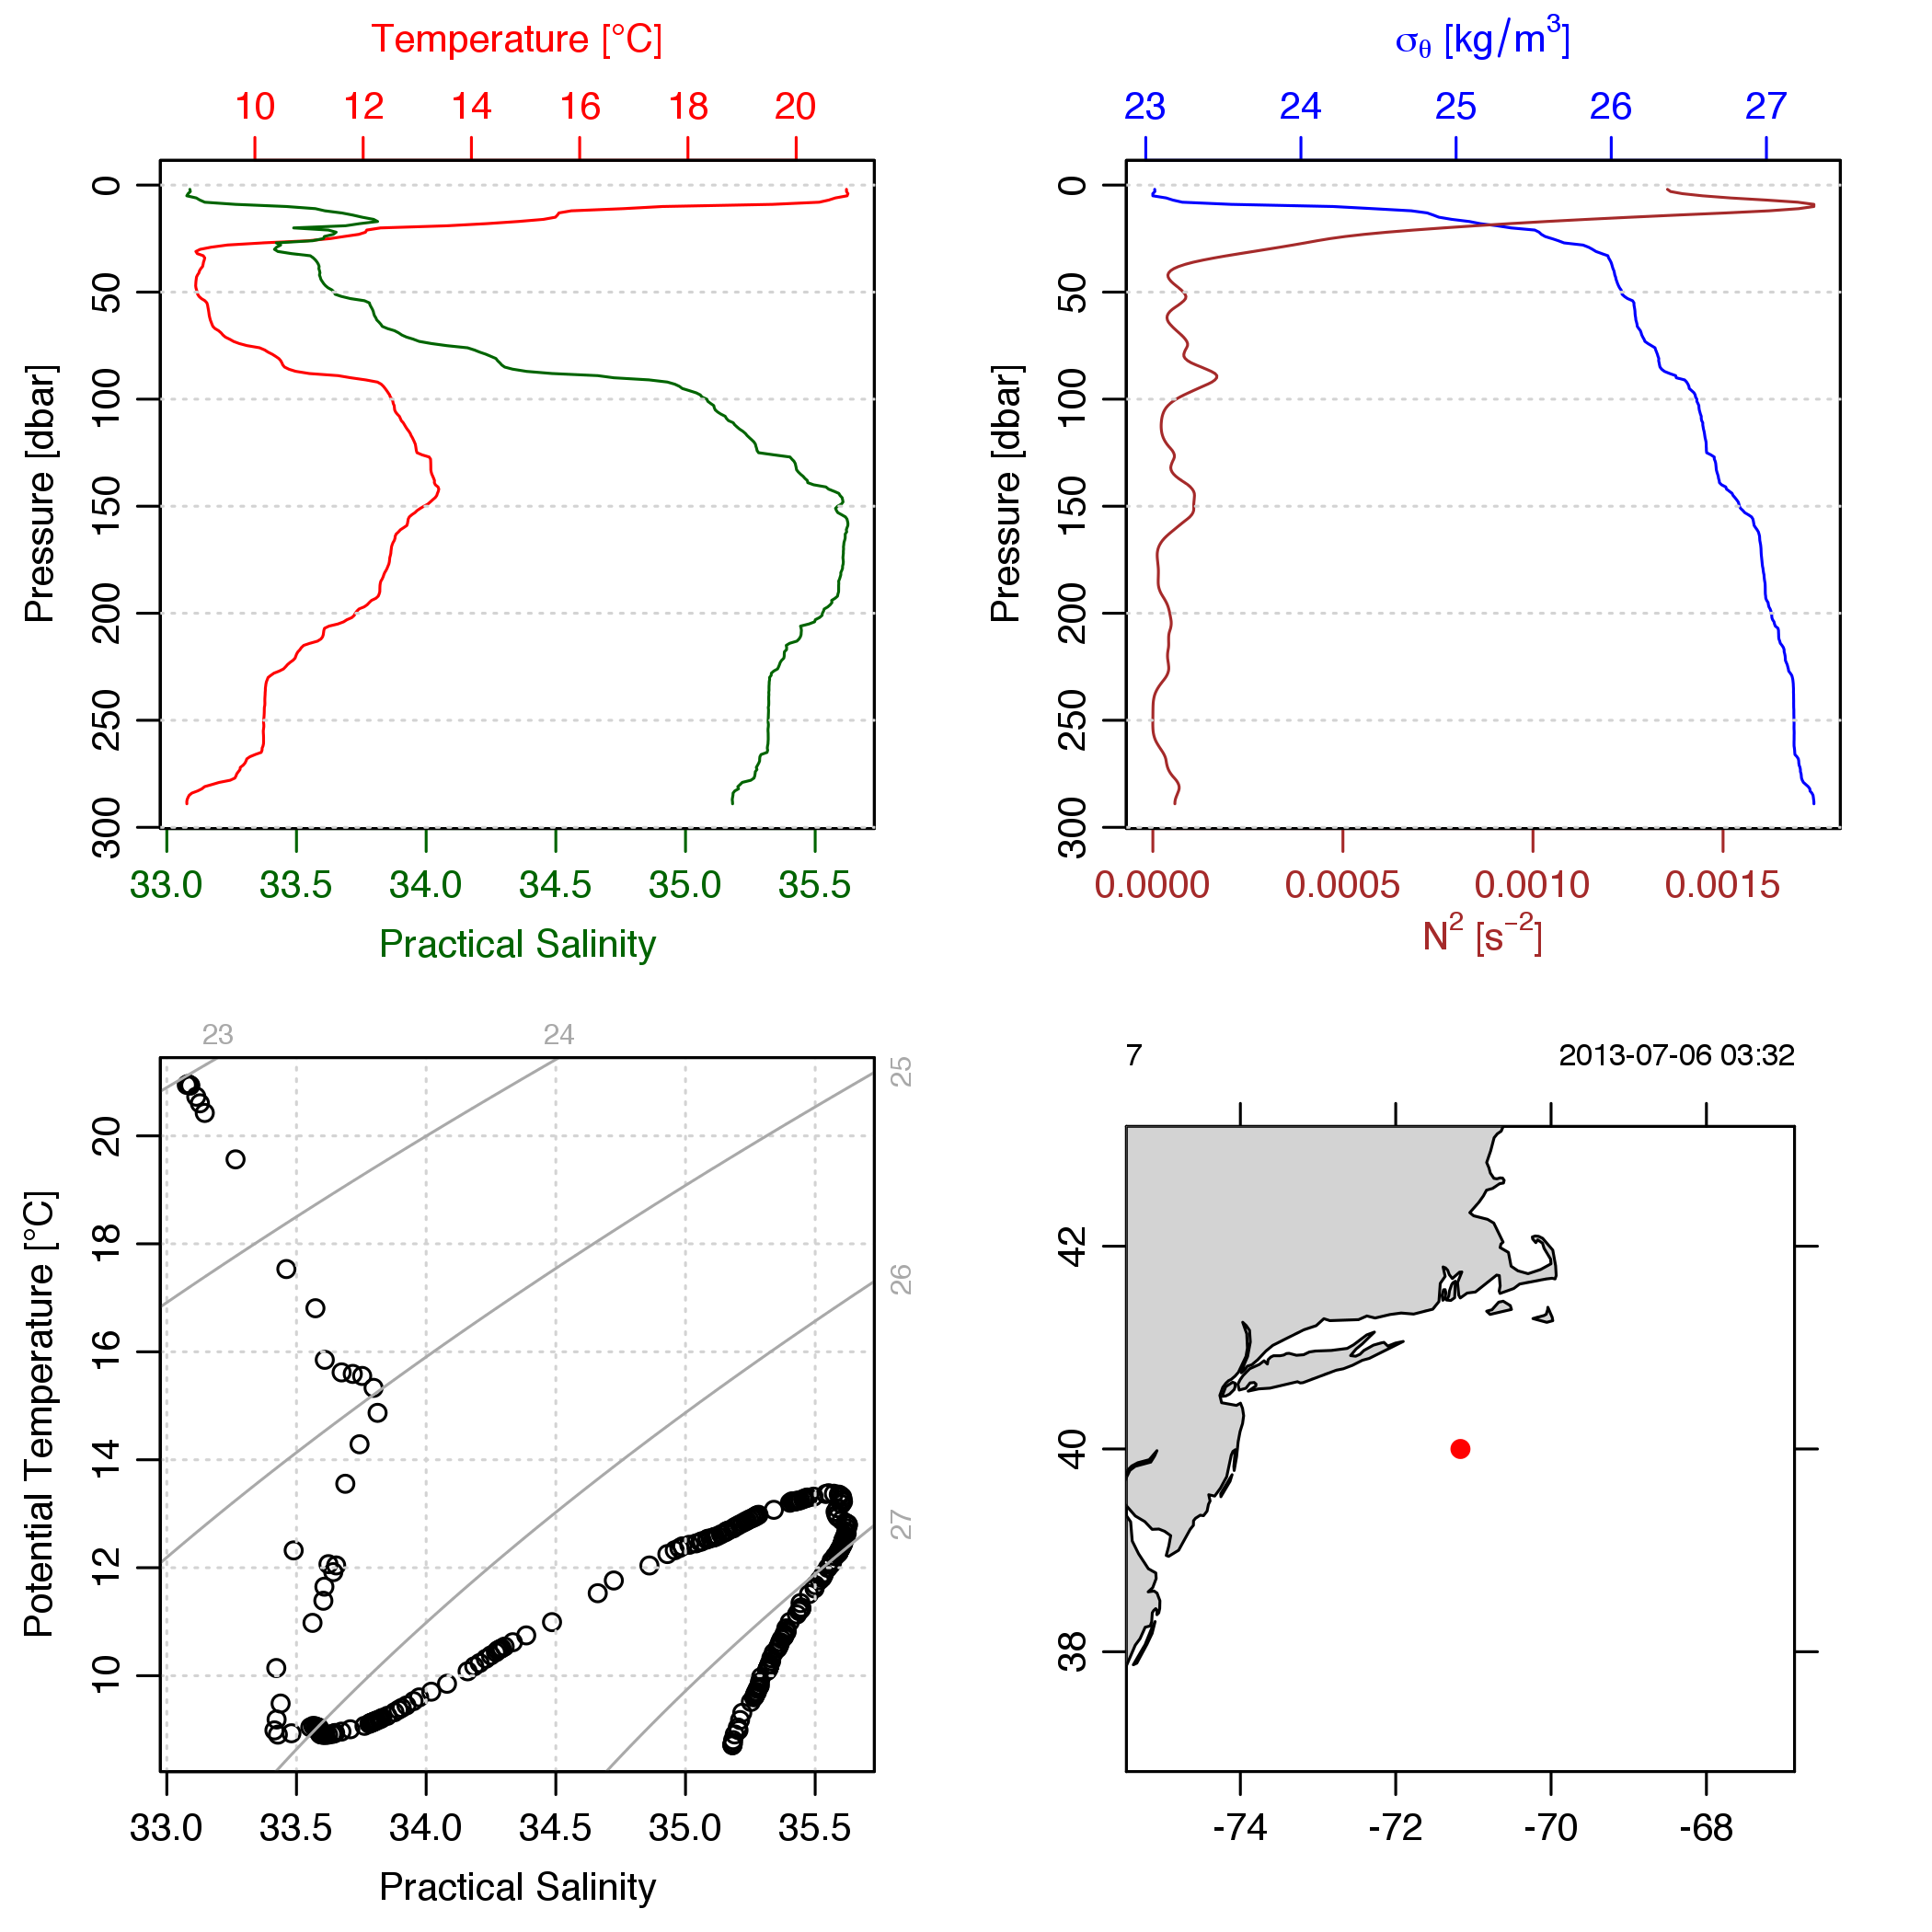 Temperature [°C]
10 12 14 16 18 20
0
50
100
150
200
250
300
Pressure [dbar]
33.0 33.5 34.0 34.5 35.0 35.5
Practical Salinity
σθ [kg/m³]
23 24 25 26 27
0
50
100
150
200
250
300
Pressure [dbar]
0.0000 0.0005 0.0010 0.0015
N² [s⁻²]
23 24
25
26
27
20
18
16
14
12
10
Potential Temperature [°C]
33.0 33.5 34.0 34.5 35.0 35.5
Practical Salinity
7 2013-07-06 03:32
42
40
38
-74 -72 -70 -68